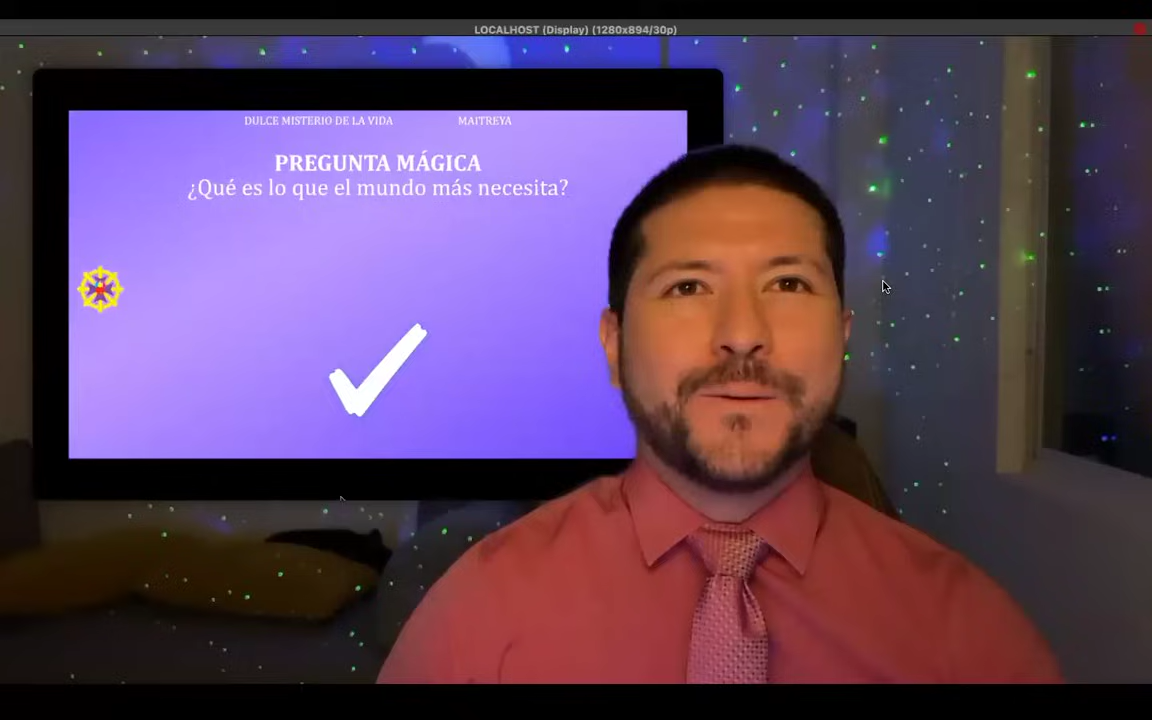 LOCALHOST (Display) (1280x894/30p)
DULCE MISTERIO DE LA VIDA MAITREYA
PREGUNTA MÁGICA
¿Qué es lo que el mundo más necesita?